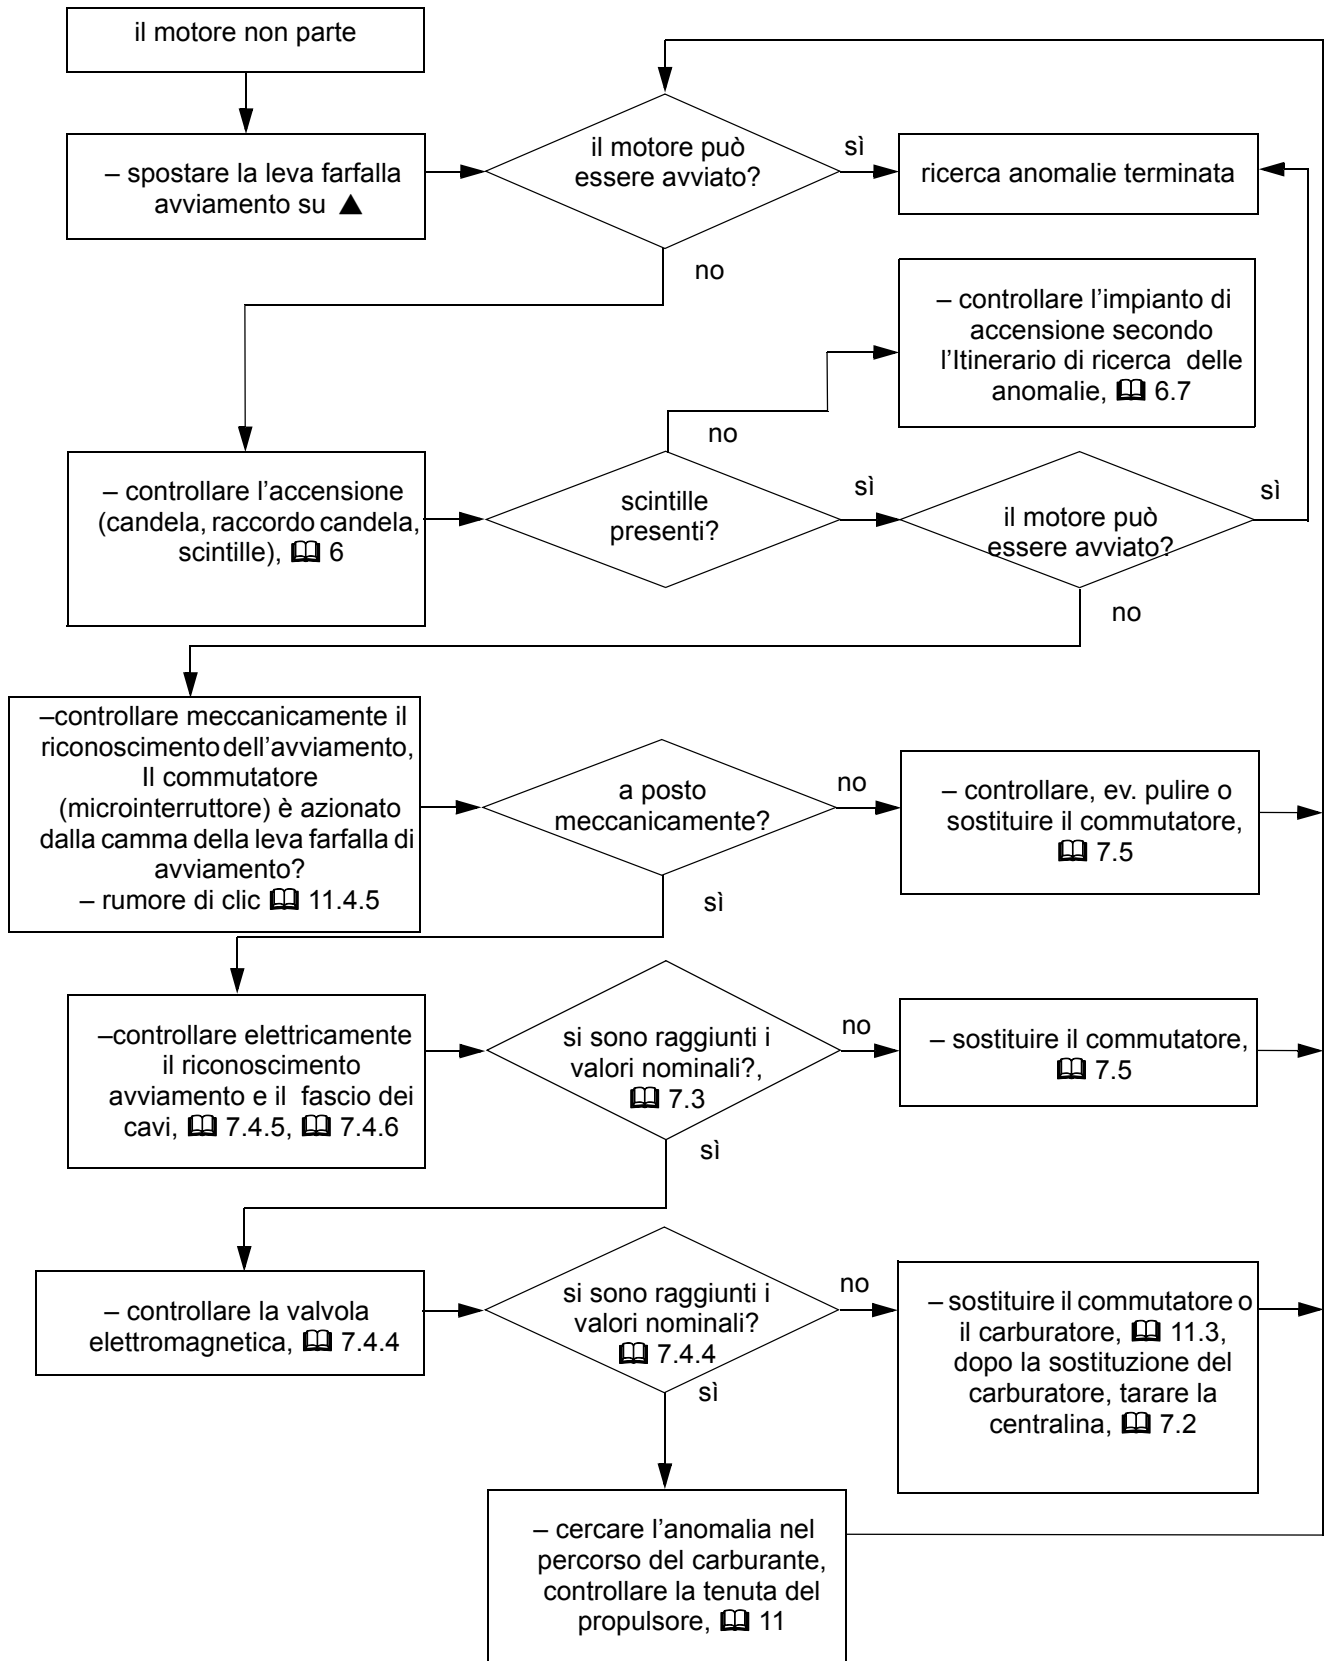 il motore non parte
– spostare la leva farfalla
avviamento su ▲
il motore può
essere avviato?
sì
ricerca anomalie terminata
no
– controllare l’impianto di
accensione secondo
l’Itinerario di ricerca delle
anomalie, 🕮 6.7
no
– controllare l’accensione
(candela, raccordo candela,
scintille), 🕮 6
scintille
presenti?
sì
il motore può
essere avviato?
sì
no
–controllare meccanicamente il
riconoscimento dell’avviamento,
Il commutatore
(microinterruttore) è azionato
dalla camma della leva farfalla di
avviamento?
– rumore di clic 🕮 11.4.5
a posto
meccanicamente?
no
– controllare, ev. pulire o
sostituire il commutatore,
🕮 7.5
sì
–controllare elettricamente
il riconoscimento
avviamento e il fascio dei
cavi, 🕮 7.4.5, 🕮 7.4.6
si sono raggiunti i
valori nominali?,
🕮 7.3
no
– sostituire il commutatore,
🕮 7.5
sì
– controllare la valvola
elettromagnetica, 🕮 7.4.4
si sono raggiunti i
valori nominali?
🕮 7.4.4
no
– sostituire il commutatore o
il carburatore, 🕮 11.3,
dopo la sostituzione del
carburatore, tarare la
centralina, 🕮 7.2
sì
– cercare l’anomalia nel
percorso del carburante,
controllare la tenuta del
propulsore, 🕮 11